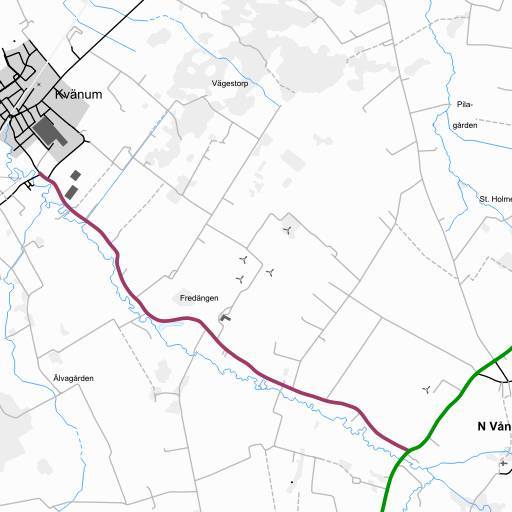 Kvänum
Vägestorp
Pila-
gården
St. Holme
Fredängen
Älvagården
N Vån